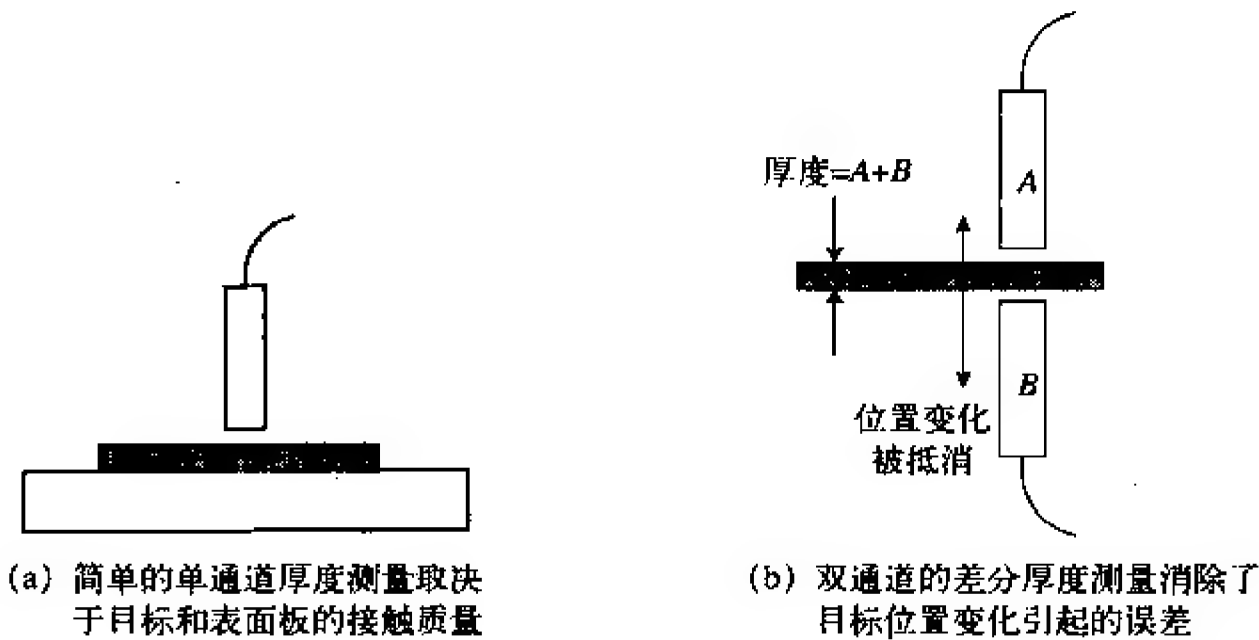 厚度=A+B
A
B
位置变化
被抵消
(a) 简单的单通道厚度测量取决
于目标和表面板的接触质量
(b) 双通道的差分厚度测量消除了
目标位置变化引起的误差